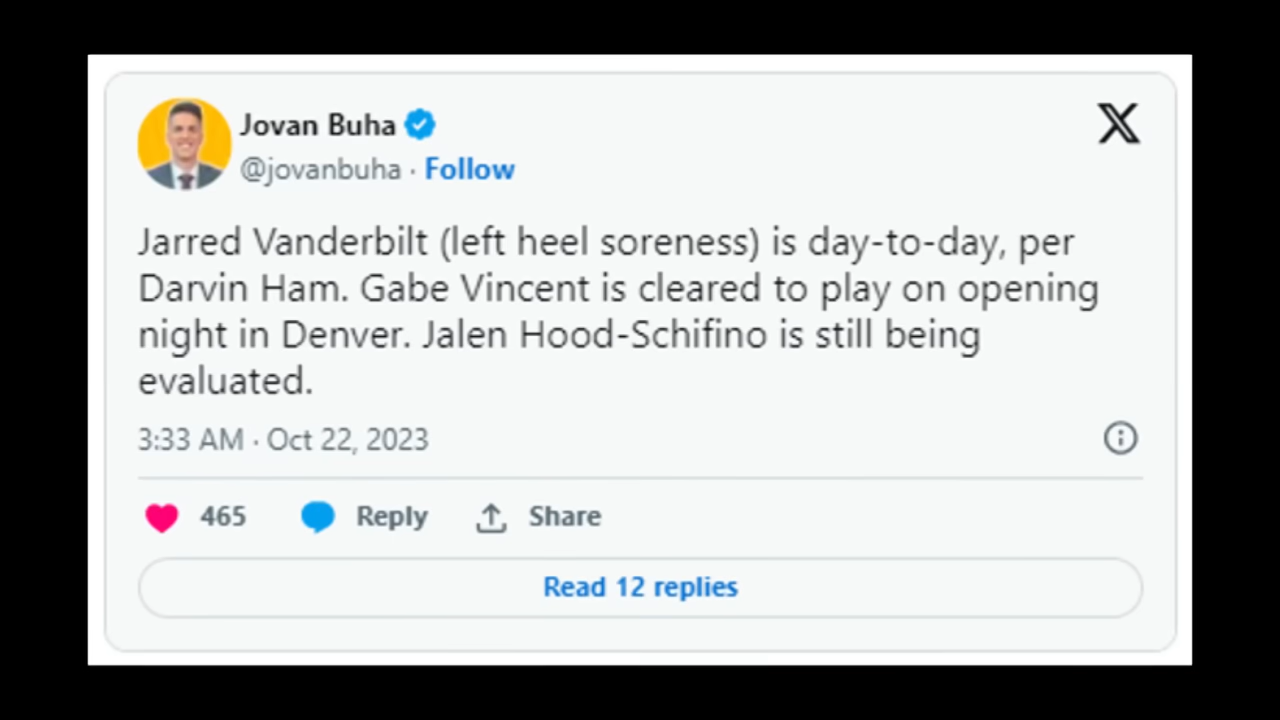 Jovan Buha
@jovanbuha · Follow
Jarred Vanderbilt (left heel soreness) is day-to-day, per
Darvin Ham. Gabe Vincent is cleared to play on opening
night in Denver. Jalen Hood-Schifino is still being
evaluated.
3:33 AM · Oct 22, 2023
465 Reply Share
Read 12 replies